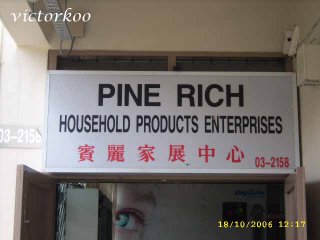 victorkoo
PINE RICH
HOUSEHOLD PRODUCTS ENTERPRISES
賓麗家展中心 03-2158
03-2158
18/10/2006 12:17